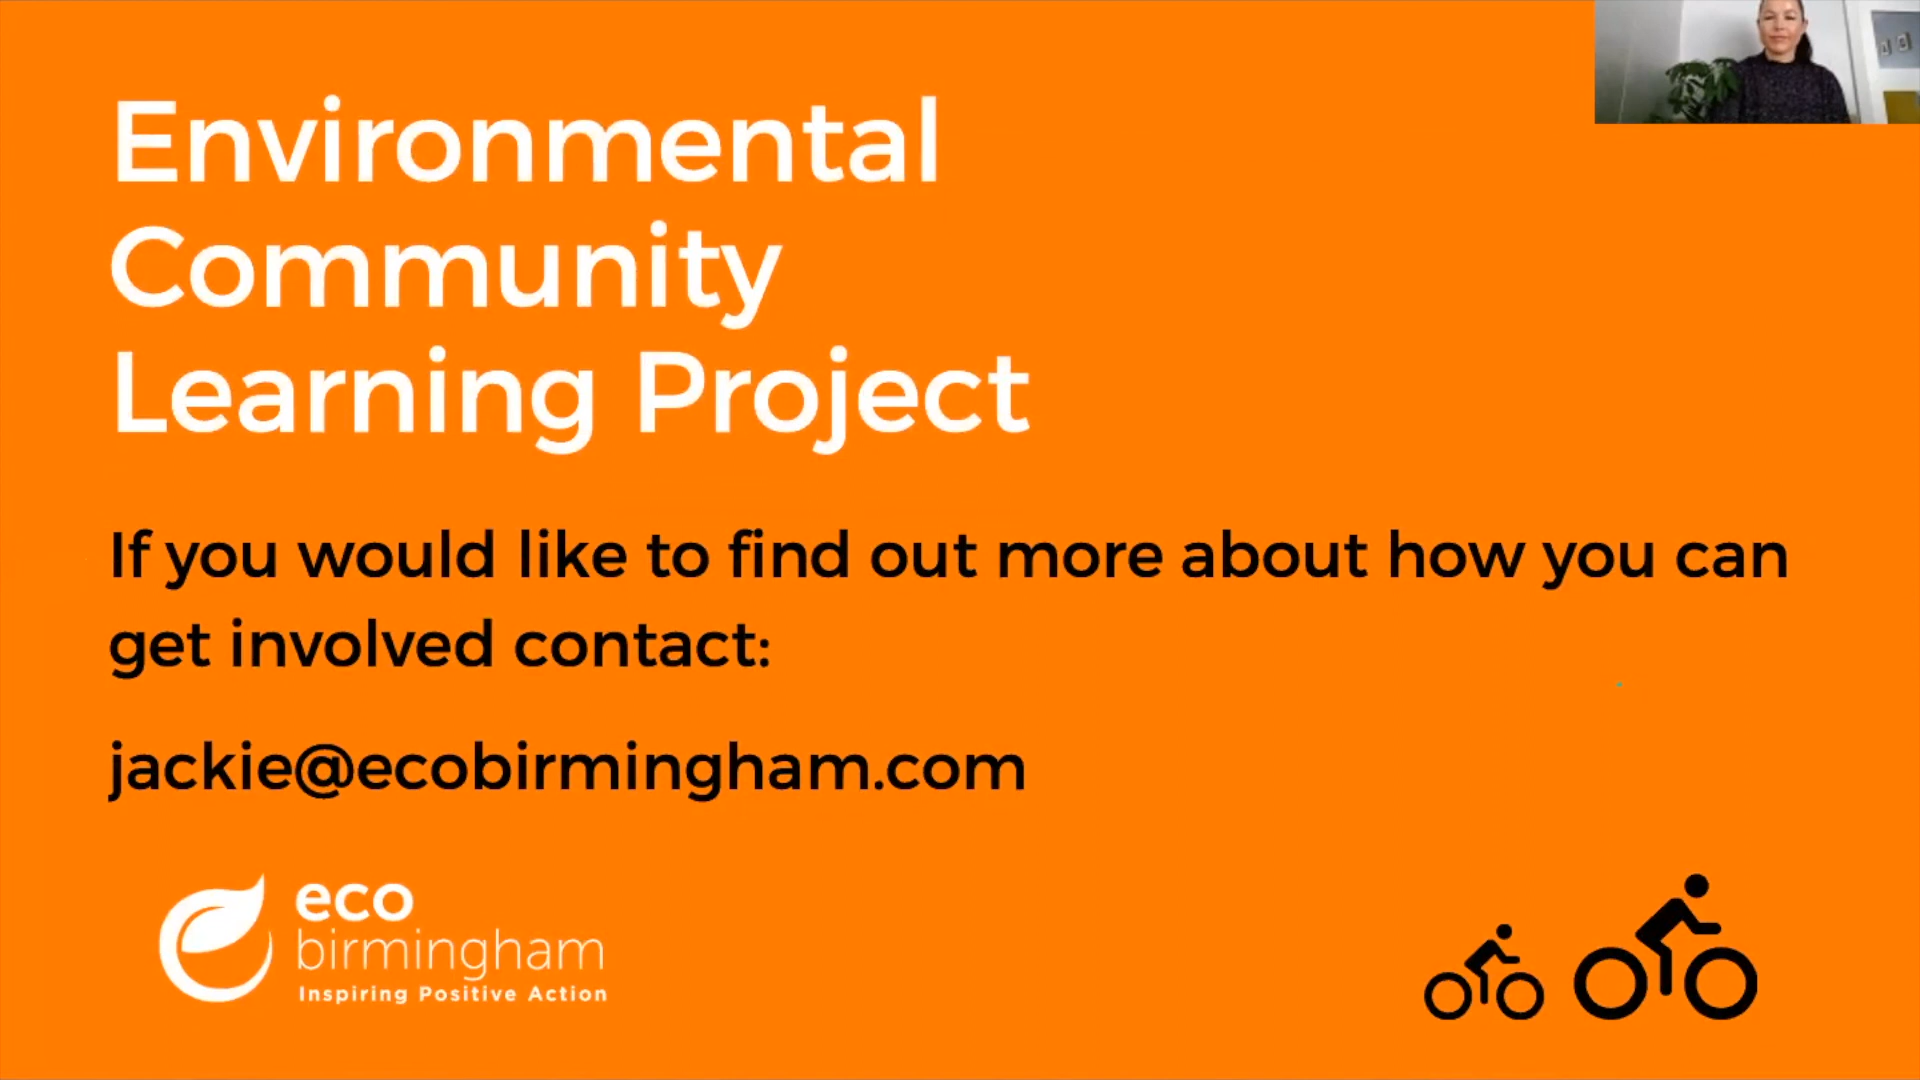 Environmental
Community
Learning Project
If you would like to find out more about how you can
get involved contact:
jackie@ecobirmingham.com
eco
birmingham
Inspiring Positive Action